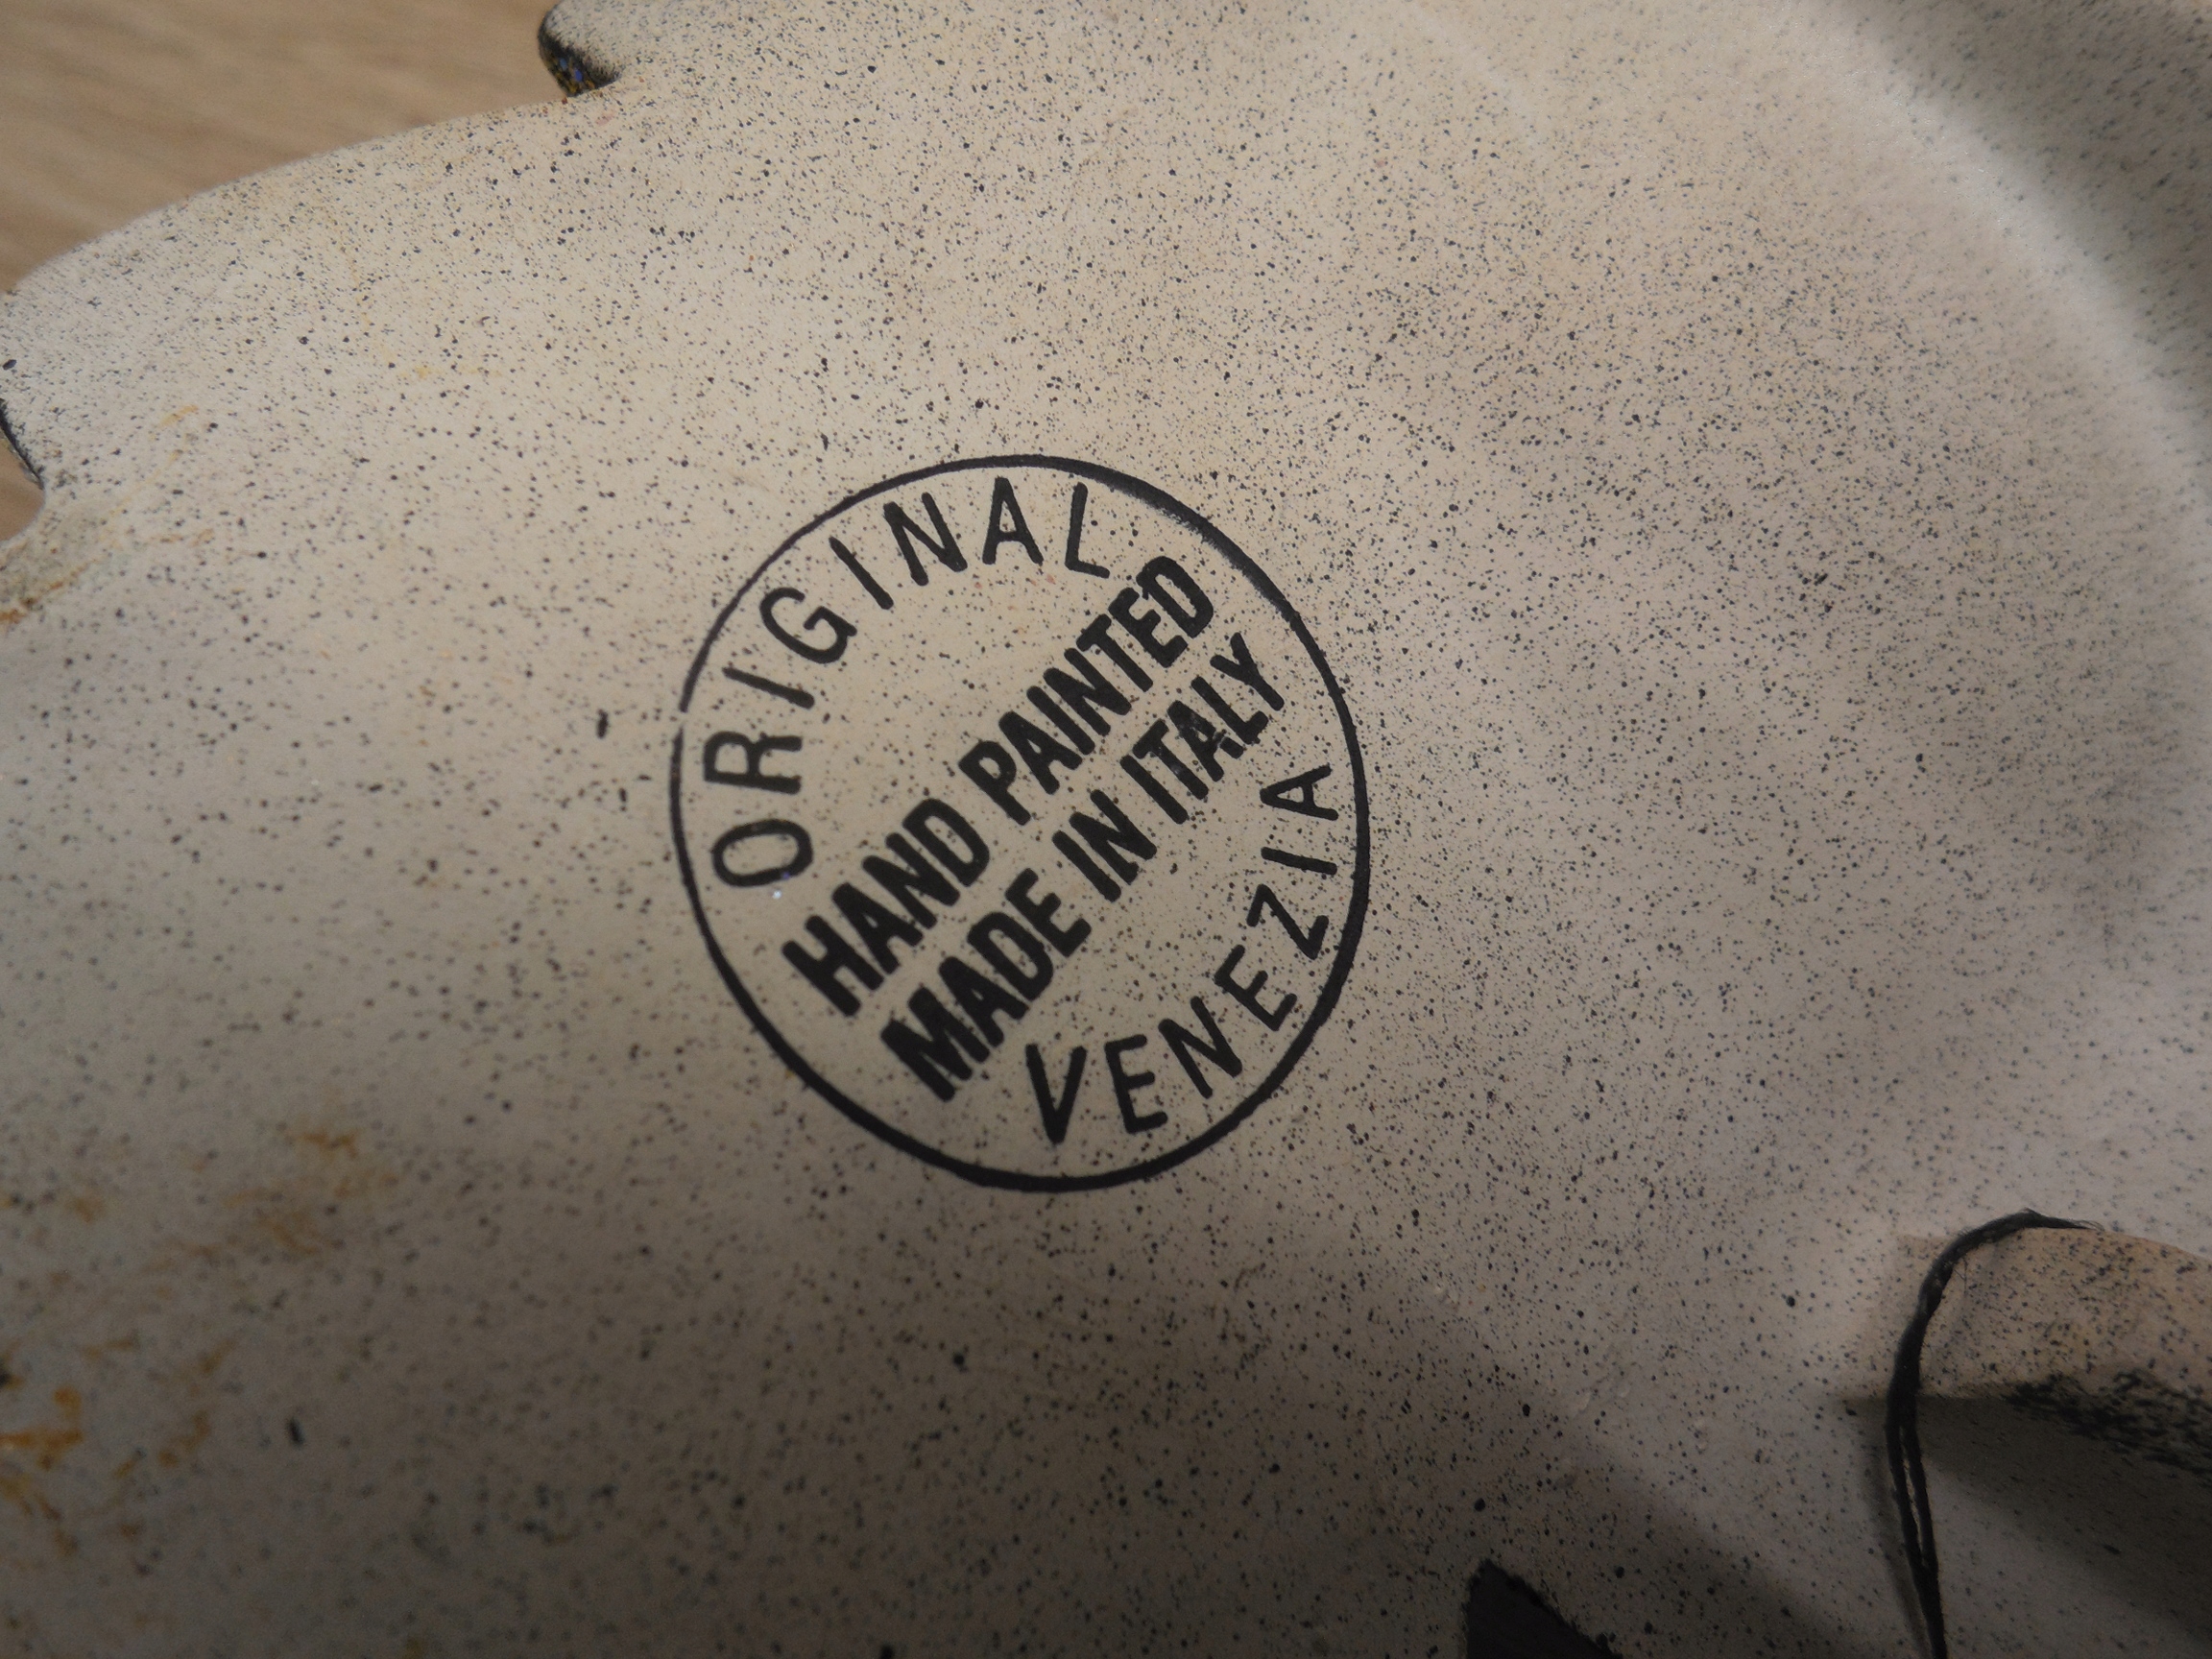 ORIGINAL
HAND PAINTED
MADE IN ITALY
VENEZIA